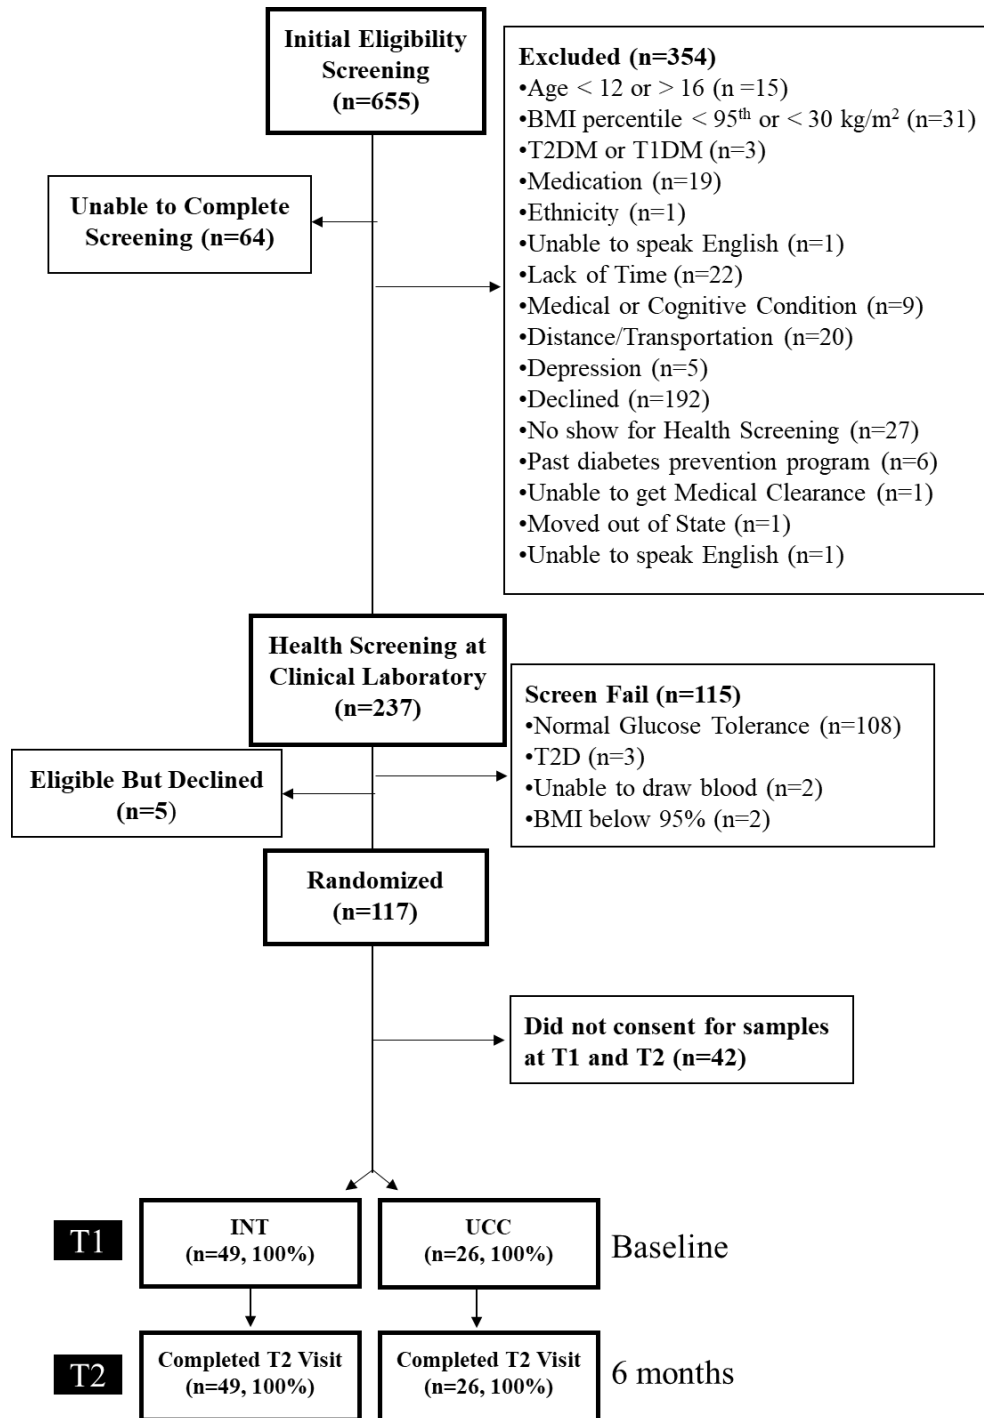 Initial Eligibility
Screening
(n=655)
Excluded (n=354)
•Age < 12 or > 16 (n =15)
•BMI percentile < 95th or < 30 kg/m² (n=31)
•T2DM or T1DM (n=3)
•Medication (n=19)
•Ethnicity (n=1)
•Unable to speak English (n=1)
•Lack of Time (n=22)
•Medical or Cognitive Condition (n=9)
•Distance/Transportation (n=20)
•Depression (n=5)
•Declined (n=192)
•No show for Health Screening (n=27)
•Past diabetes prevention program (n=6)
•Unable to get Medical Clearance (n=1)
•Moved out of State (n=1)
•Unable to speak English (n=1)
Unable to Complete
Screening (n=64)
Health Screening at
Clinical Laboratory
(n=237)
Screen Fail (n=115)
•Normal Glucose Tolerance (n=108)
•T2D (n=3)
•Unable to draw blood (n=2)
•BMI below 95% (n=2)
Eligible But Declined
(n=5)
Randomized
(n=117)
Did not consent for samples
at T1 and T2 (n=42)
T1
INT
(n=49, 100%)
UCC
(n=26, 100%)
Baseline
T2
Completed T2 Visit
(n=49, 100%)
Completed T2 Visit
(n=26, 100%)
6 months